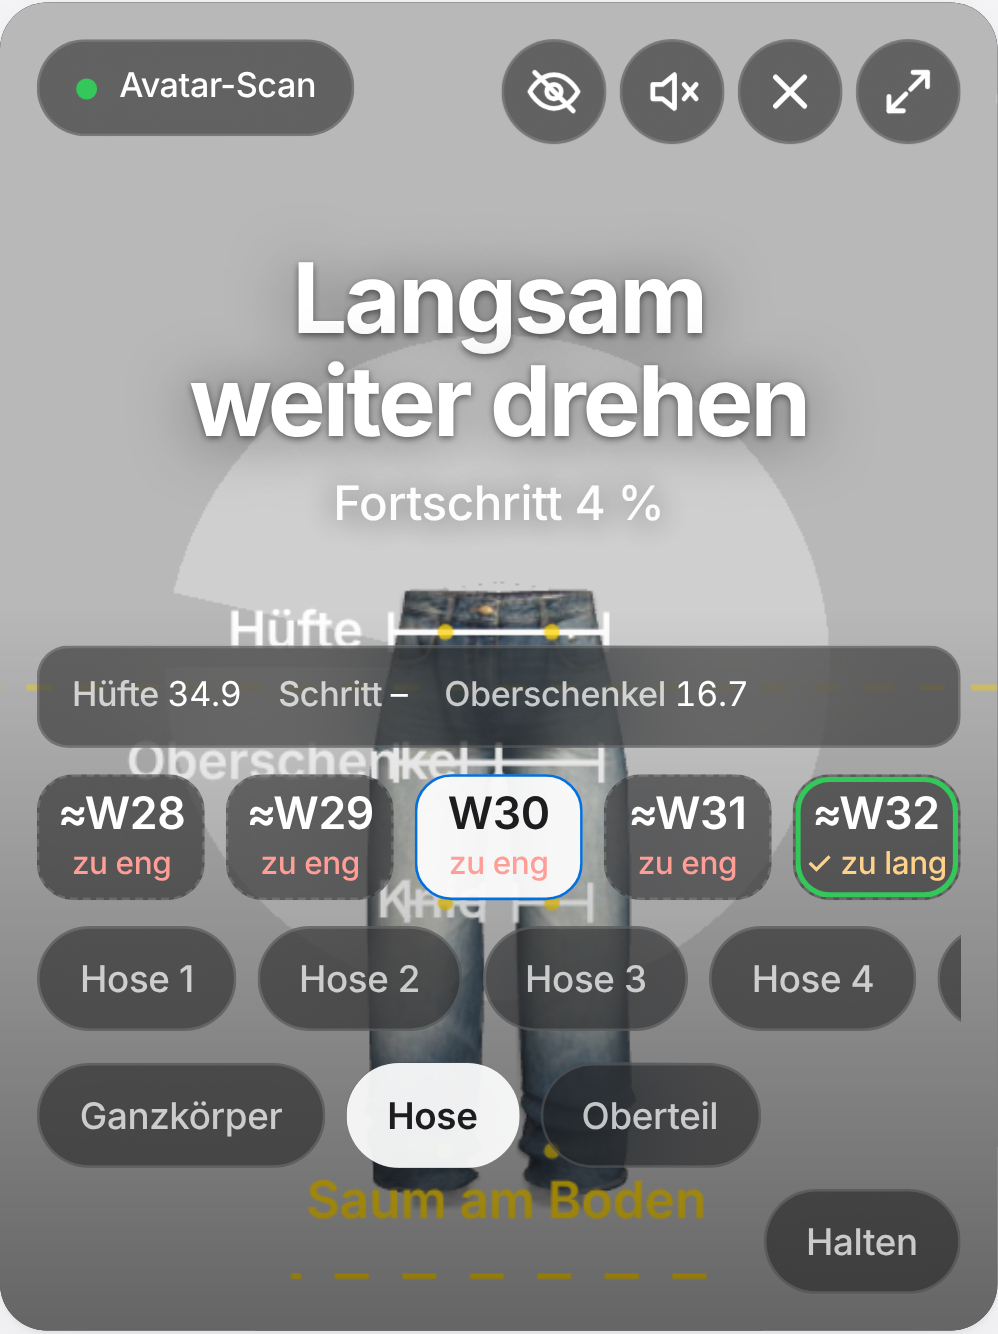 Avatar-Scan
Langsam
weiter drehen
Fortschritt 4 %
Hüfte
Hüfte 34.9 Schritt – Oberschenkel 16.7
Oberschenkel
≈W28 ≈W29 W30 ≈W31 ≈W32
zu eng zu eng zu eng zu eng ✓ zu lang
Knie
Hose 1 Hose 2 Hose 3 Hose 4
Ganzkörper Hose Oberteil
Saum am Boden
Halten